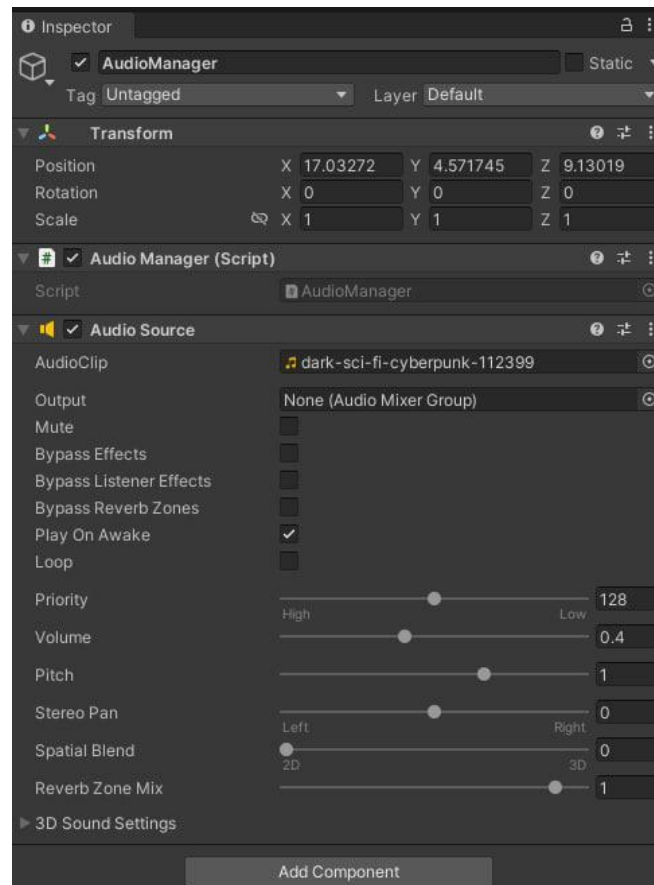 Inspector
AudioManager Static
Tag Untagged Layer Default
Transform
Position X 17.03272 Y 4.571745 Z 9.13019
Rotation X 0 Y 0 Z 0
Scale X 1 Y 1 Z 1
# Audio Manager (Script)
Script # AudioManager
Audio Source
AudioClip dark-sci-fi-cyberpunk-112399
Output None (Audio Mixer Group)
Mute
Bypass Effects
Bypass Listener Effects
Bypass Reverb Zones
Play On Awake
Loop
Priority 128
High Low
Volume 0.4
Pitch 1
Stereo Pan 0
Left Right
Spatial Blend 0
2D 3D
Reverb Zone Mix 1
3D Sound Settings
Add Component